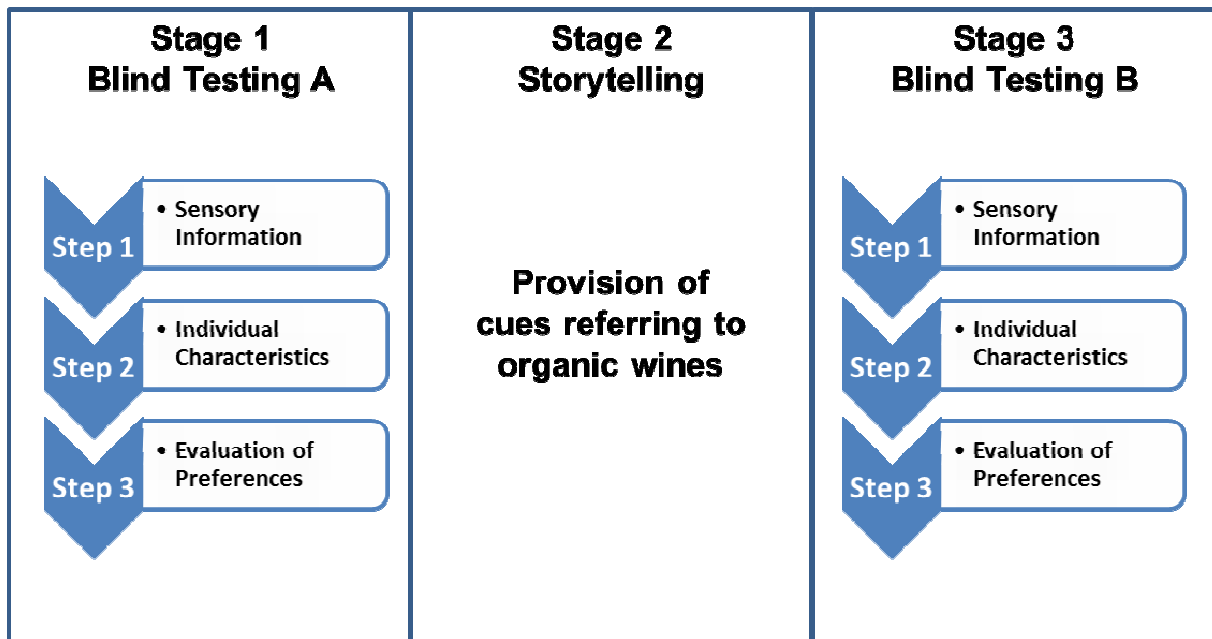 Stage 1
Blind Testing A
Step 1
• Sensory
Information
Step 2
• Individual
Characteristics
Step 3
• Evaluation of
Preferences
Stage 2
Storytelling
Provision of
cues referring to
organic wines
Stage 3
Blind Testing B
Step 1
• Sensory
Information
Step 2
• Individual
Characteristics
Step 3
• Evaluation of
Preferences